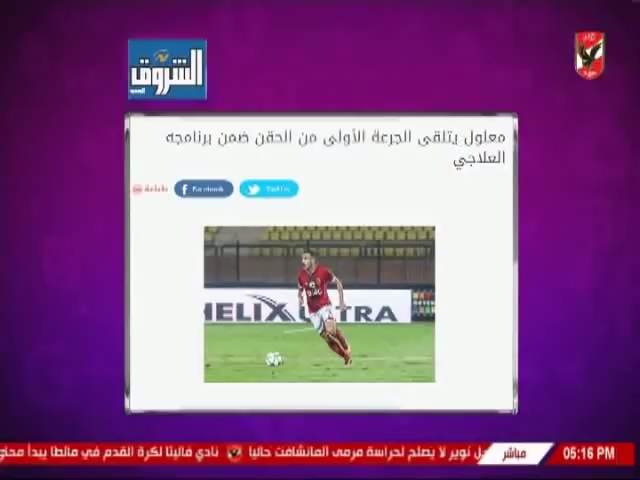 الشروق
معلول يتلقى الجرعة الأولى من الحقن ضمن برنامجه
العلاجي
طباعة
Facebook
Twitter
HELIX ULTRA
ل نوير لا يصلح لحراسة مرمى المانشافت حاليا
نادي فاليتا لكرة القدم في مالطا يبدأ
مباشر
05:16 PM